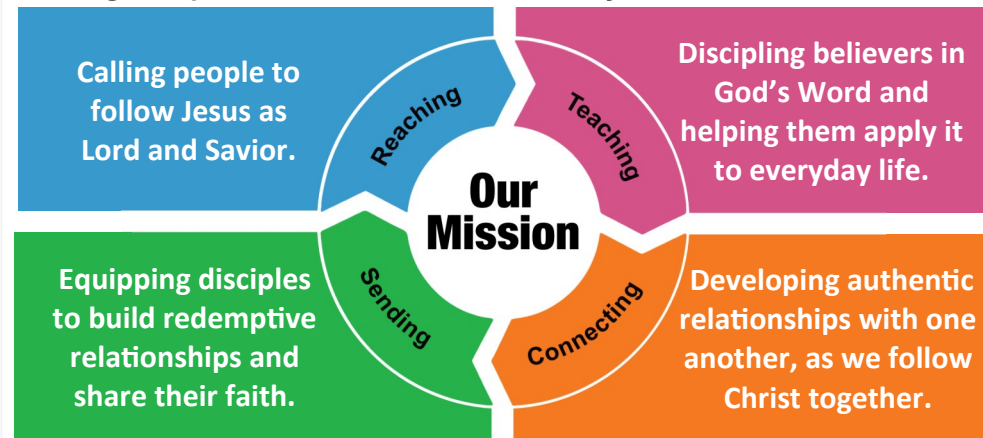 Calling people to
follow Jesus as
Lord and Savior.
Reaching
Teaching
Discipling believers in
God's Word and
helping them apply it
to everyday life.
Our
Mission
Equipping disciples
to build redemptive
relationships and
share their faith.
Sending
Connecting
Developing authentic
relationships with one
another, as we follow
Christ together.